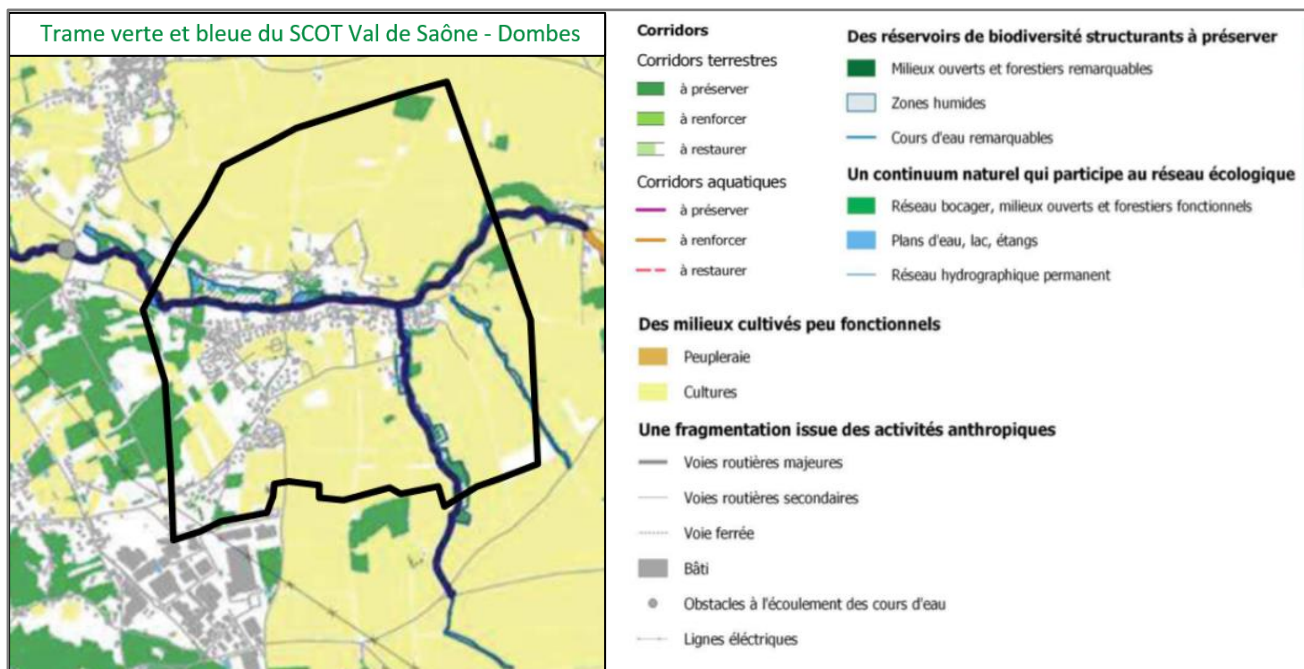 Trame verte et bleue du SCOT Val de Saône - Dombes
Corridors
Corridors terrestres
à préserver
à renforcer
à restaurer
Corridors aquatiques
à préserver
à renforcer
à restaurer
Des réservoirs de biodiversité structurants à préserver
Milieux ouverts et forestiers remarquables
Zones humides
Cours d'eau remarquables
Un continuum naturel qui participe au réseau écologique
Réseau bocager, milieux ouverts et forestiers fonctionnels
Plans d'eau, lac, étangs
Réseau hydrographique permanent
Des milieux cultivés peu fonctionnels
Peupleraie
Cultures
Une fragmentation issue des activités anthropiques
Voies routières majeures
Voies routières secondaires
Voie ferrée
Bâti
Obstacles à l'écoulement des cours d'eau
Lignes éléctriques